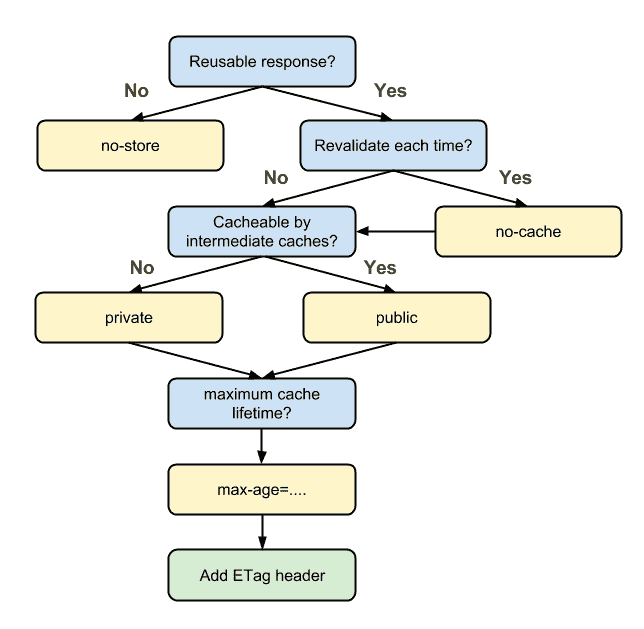 Reusable response?
No
Yes
no-store
Revalidate each time?
No
Yes
Cacheable by
intermediate caches?
no-cache
No
Yes
private
public
maximum cache
lifetime?
max-age=....
Add ETag header